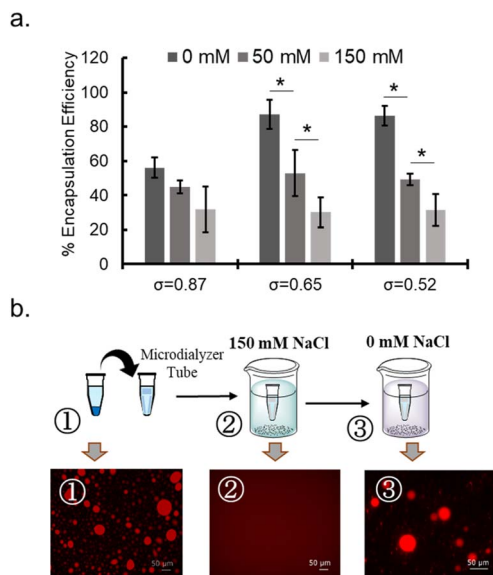 a.
0 mM 50 mM 150 mM
% Encapsulation Efficiency
120
100
80
60
40
20
0
* * * *
σ=0.87 σ=0.65 σ=0.52
b.
150 mM NaCl 0 mM NaCl
Microdialyzer
Tube
① ② ③
① ② ③
50 µm 50 µm 50 µm